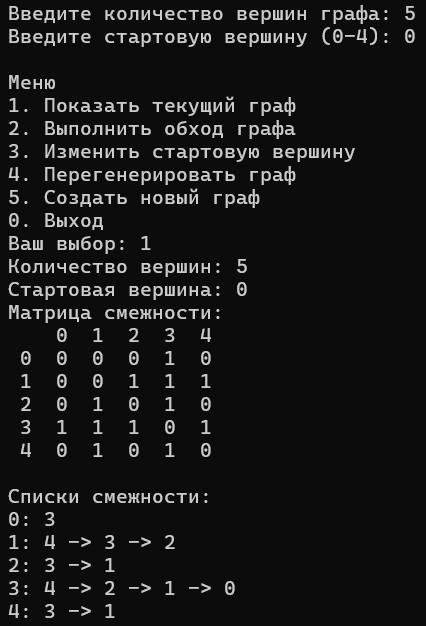 Введите количество вершин графа: 5
Введите стартовую вершину (0-4): 0

Меню
1. Показать текущий граф
2. Выполнить обход графа
3. Изменить стартовую вершину
4. Перегенерировать граф
5. Создать новый граф
0. Выход
Ваш выбор: 1
Количество вершин: 5
Стартовая вершина: 0
Матрица смежности:
    0  1  2  3  4
 0  0  0  0  1  0
 1  0  0  1  1  1
 2  0  1  0  1  0
 3  1  1  1  0  1
 4  0  1  0  1  0

Списки смежности:
0: 3
1: 4 -> 3 -> 2
2: 3 -> 1
3: 4 -> 2 -> 1 -> 0
4: 3 -> 1